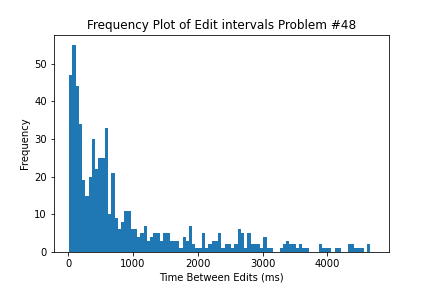 Frequency Plot of Edit intervals Problem #48
50
40
30
20
10
0
Frequency
0 1000 2000 3000 4000
Time Between Edits (ms)